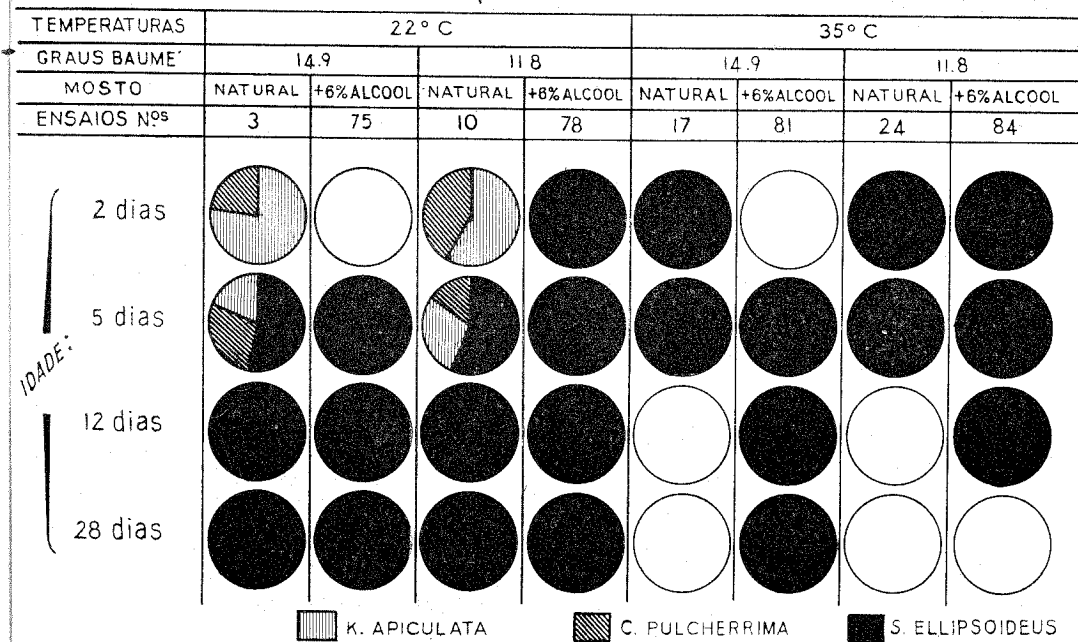 TEMPERATURAS 22° C 35° C
GRAUS BAUMÉ 14.9 11.8 14.9 11.8
MOSTO NATURAL +6% ALCOOL NATURAL +6% ALCOOL NATURAL +6% ALCOOL NATURAL +6% ALCOOL
ENSAIOS Nºs 3 75 10 78 17 81 24 84
IDADE:
2 dias
5 dias
12 dias
28 dias
K. APICULATA C. PULCHERRIMA S. ELLIPSOIDEUS